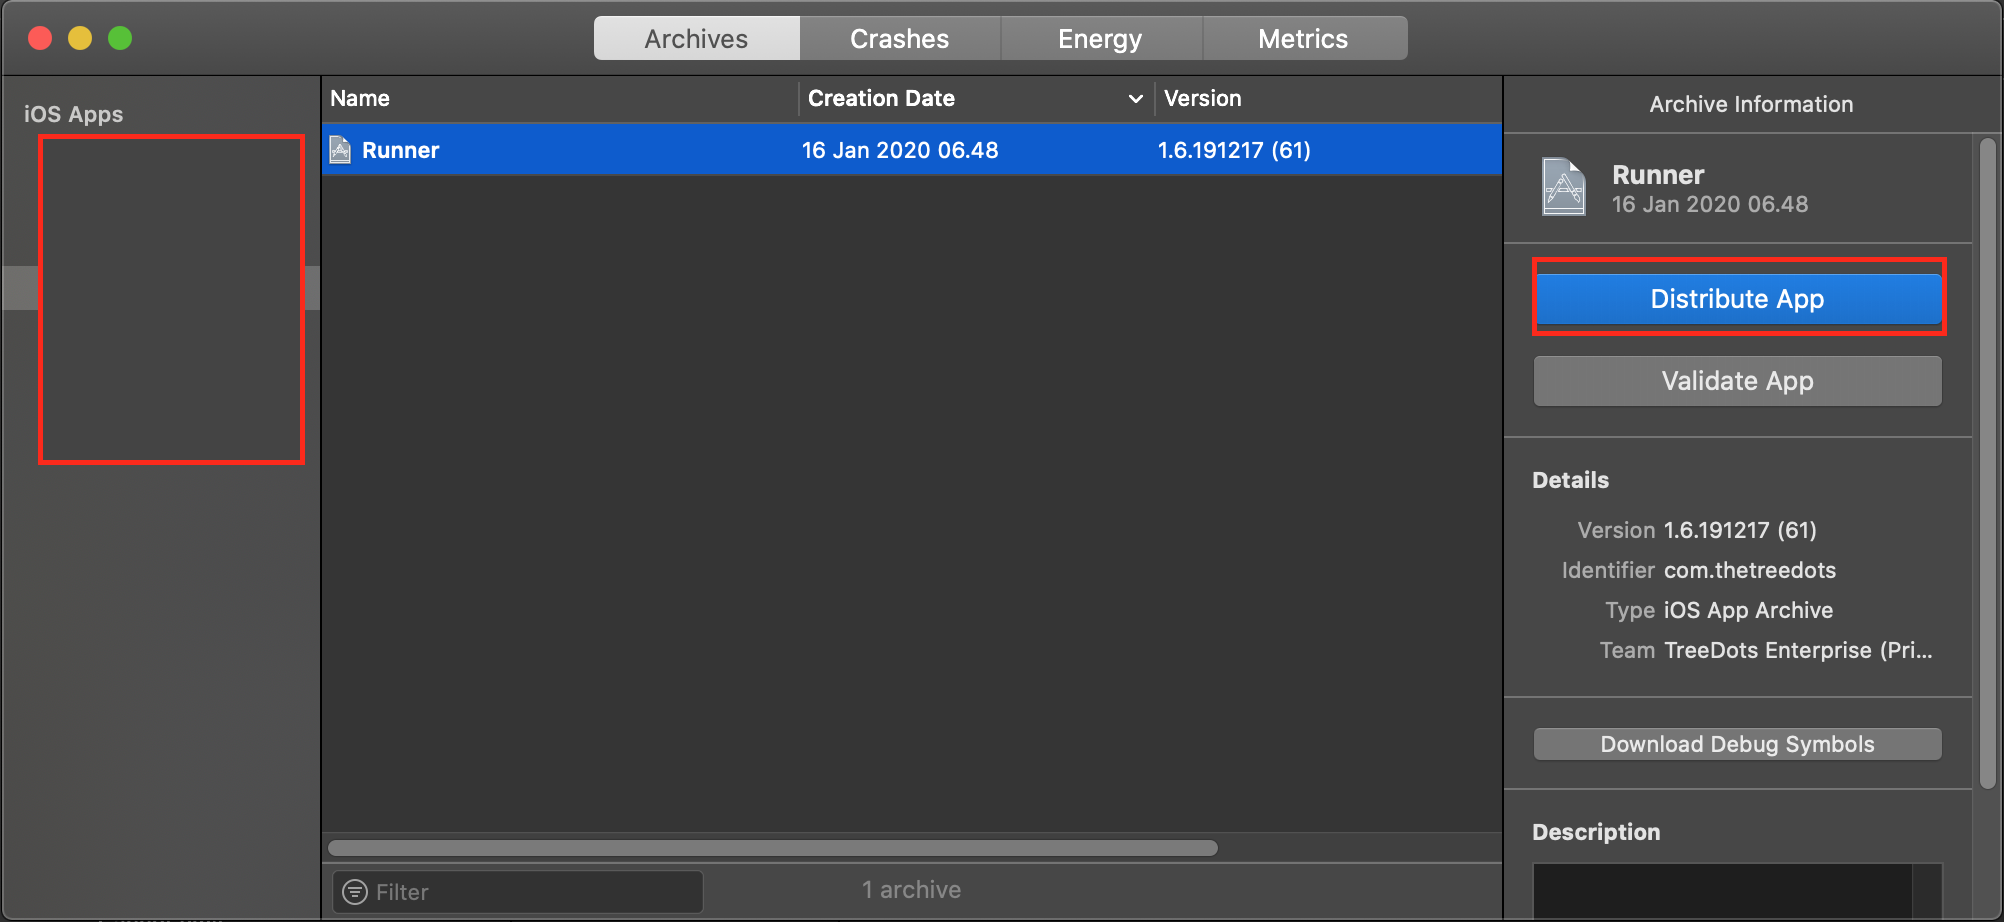 Archives Crashes Energy Metrics
iOS Apps
Name Creation Date Version
Runner 16 Jan 2020 06.48 1.6.191217 (61)
Archive Information
Runner
16 Jan 2020 06.48
Distribute App
Validate App
Details
Version 1.6.191217 (61)
Identifier com.thetreedots
Type iOS App Archive
Team TreeDots Enterprise (Pri...
Download Debug Symbols
Description
Filter 1 archive